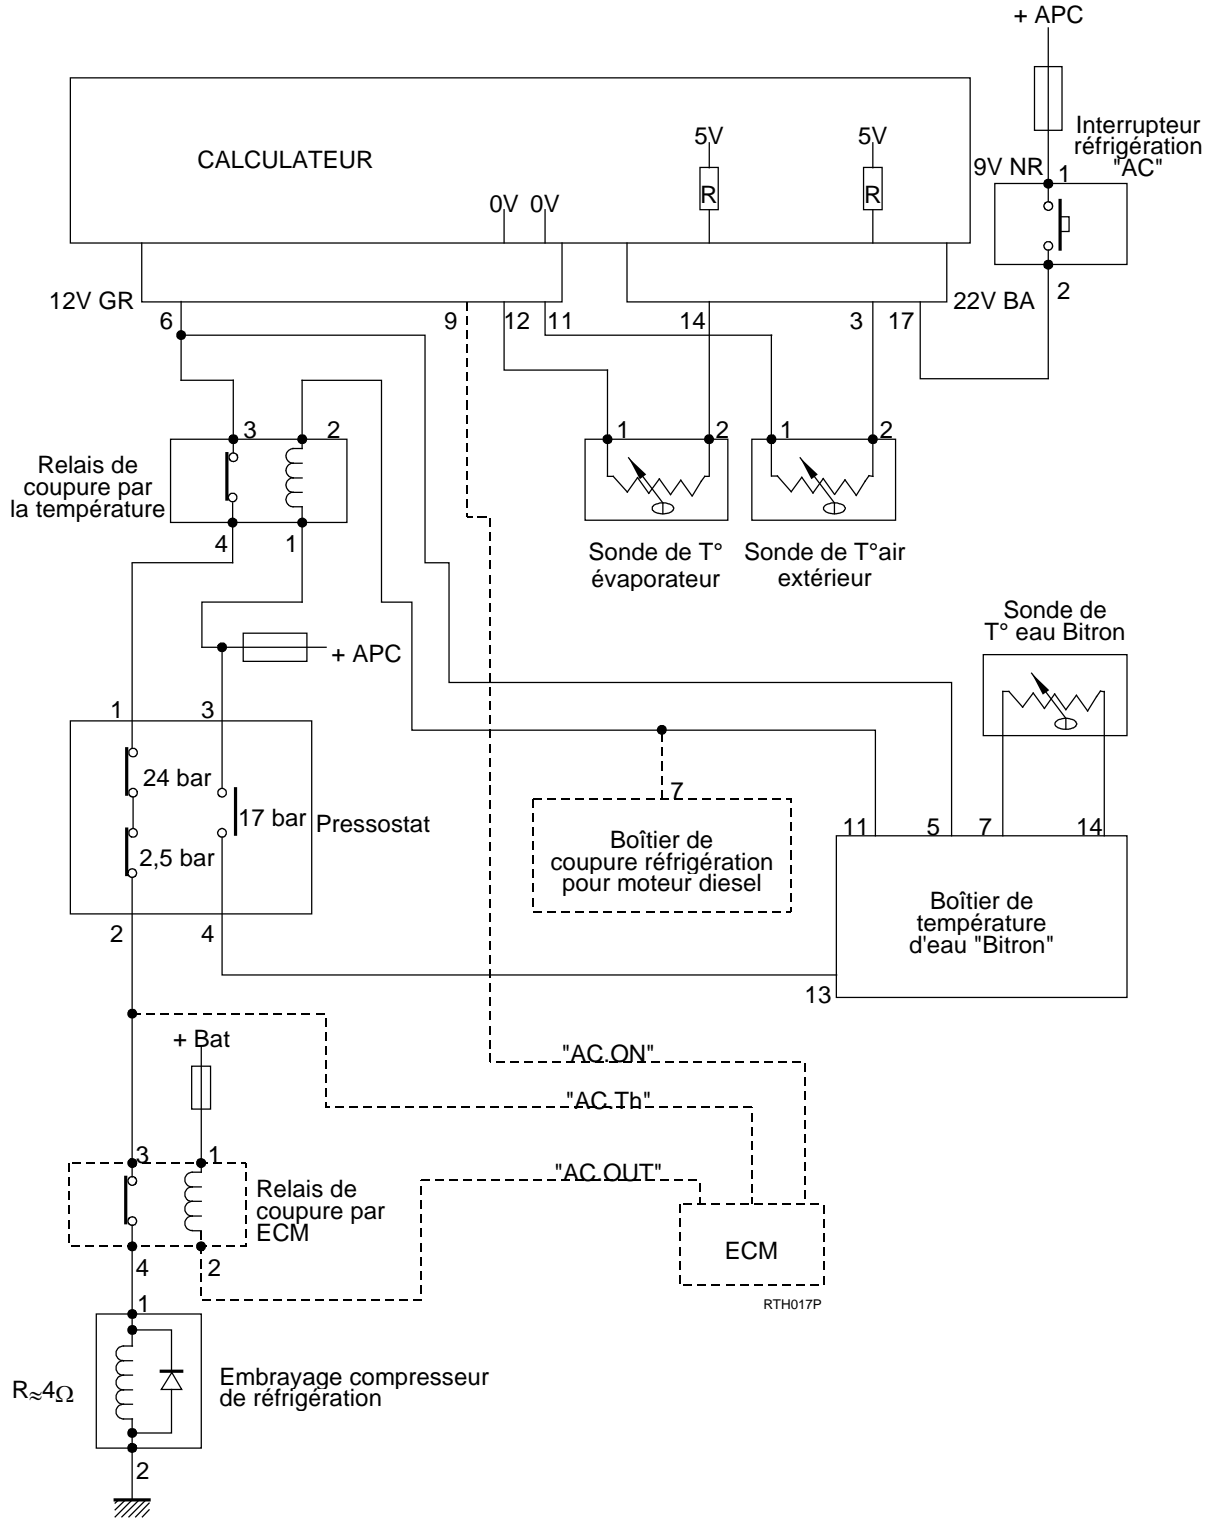 + APC
CALCULATEUR
5V
5V
R
R
0V 0V
Interrupteur
réfrigération
"AC"
9V NR
1
2
12V GR
22V BA
6
9
12
11
14
3
17
3
2
Relais de
coupure par
la température
4
1
1
2
1
2
Sonde de T°
évaporateur
Sonde de T°air
extérieur
+ APC
Sonde de
T° eau Bitron
1
3
24 bar
17 bar
2,5 bar
Pressostat
2
4
7
Boîtier de
coupure réfrigération
pour moteur diesel
11
5
7
14
Boîtier de
température
d'eau "Bitron"
13
+ Bat
"AC.ON"
"AC.Th"
"AC.OUT"
3
1
Relais de
coupure par
ECM
4
2
ECM
RTH017P
1
R≈4Ω
Embrayage compresseur
de réfrigération
2